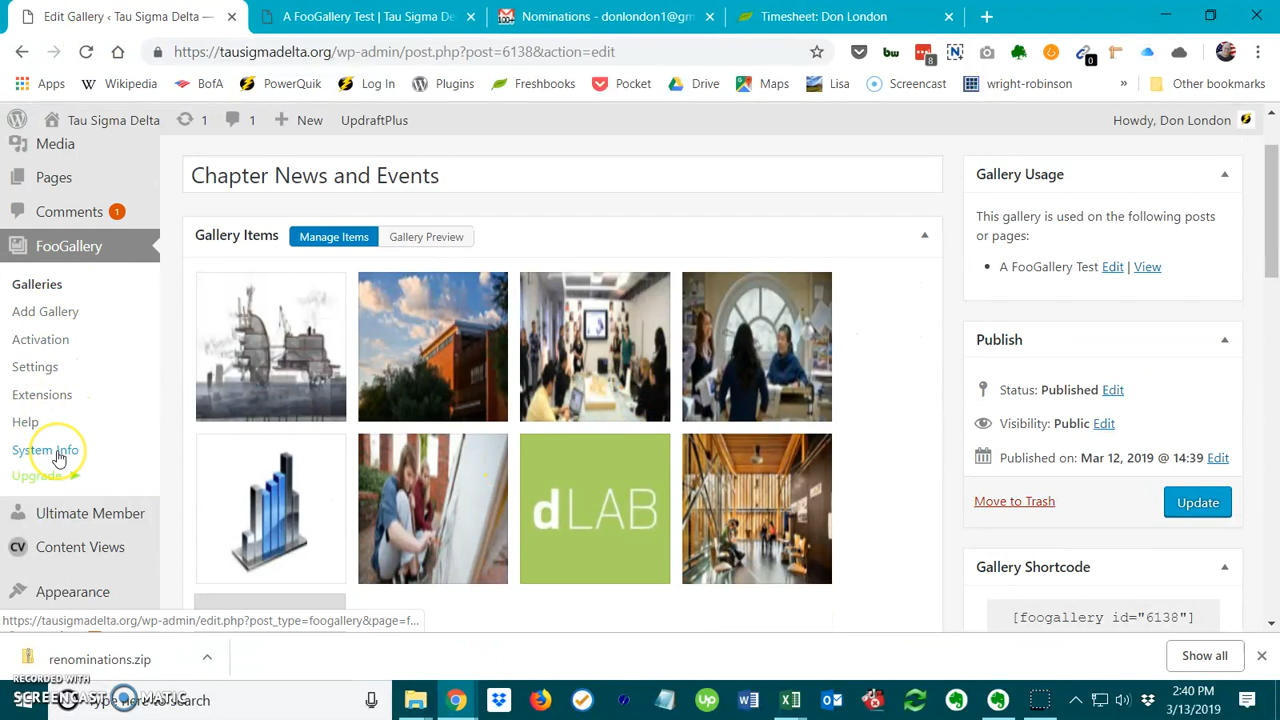 Edit Gallery ‹ Tau Sigma Delta —
A FooGallery Test | Tau Sigma De
Nominations - donlondon1@gm
Timesheet: Don London
https://tausigmadelta.org/wp-admin/post.php?post=6138&action=edit
8
0
Apps
Wikipedia
BofA
PowerQuik
Log In
Plugins
Freshbooks
Pocket
Drive
Maps
Lisa
Screencast
wright-robinson
»
Other bookmarks
Tau Sigma Delta
1
1
New
UpdraftPlus
Howdy, Don London
Media
Pages
Comments 1
FooGallery
Galleries
Add Gallery
Activation
Settings
Extensions
Help
System Info
Upgrade ➤
Ultimate Member
CV Content Views
Appearance
Chapter News and Events
Gallery Items
Manage Items
Gallery Preview
dLAB
Gallery Usage
This gallery is used on the following posts
or pages:
A FooGallery Test Edit | View
Publish
Status: Published Edit
Visibility: Public Edit
Published on: Mar 12, 2019 @ 14:39 Edit
Move to Trash
Update
Gallery Shortcode
[foogallery id="6138"]
https://tausigmadelta.org/wp-admin/edit.php?post_type=foogallery&page=f...
renominations.zip
Show all
RECORDED WITH
SCREENCAST MATIC
here to search
2:40 PM
3/13/2019